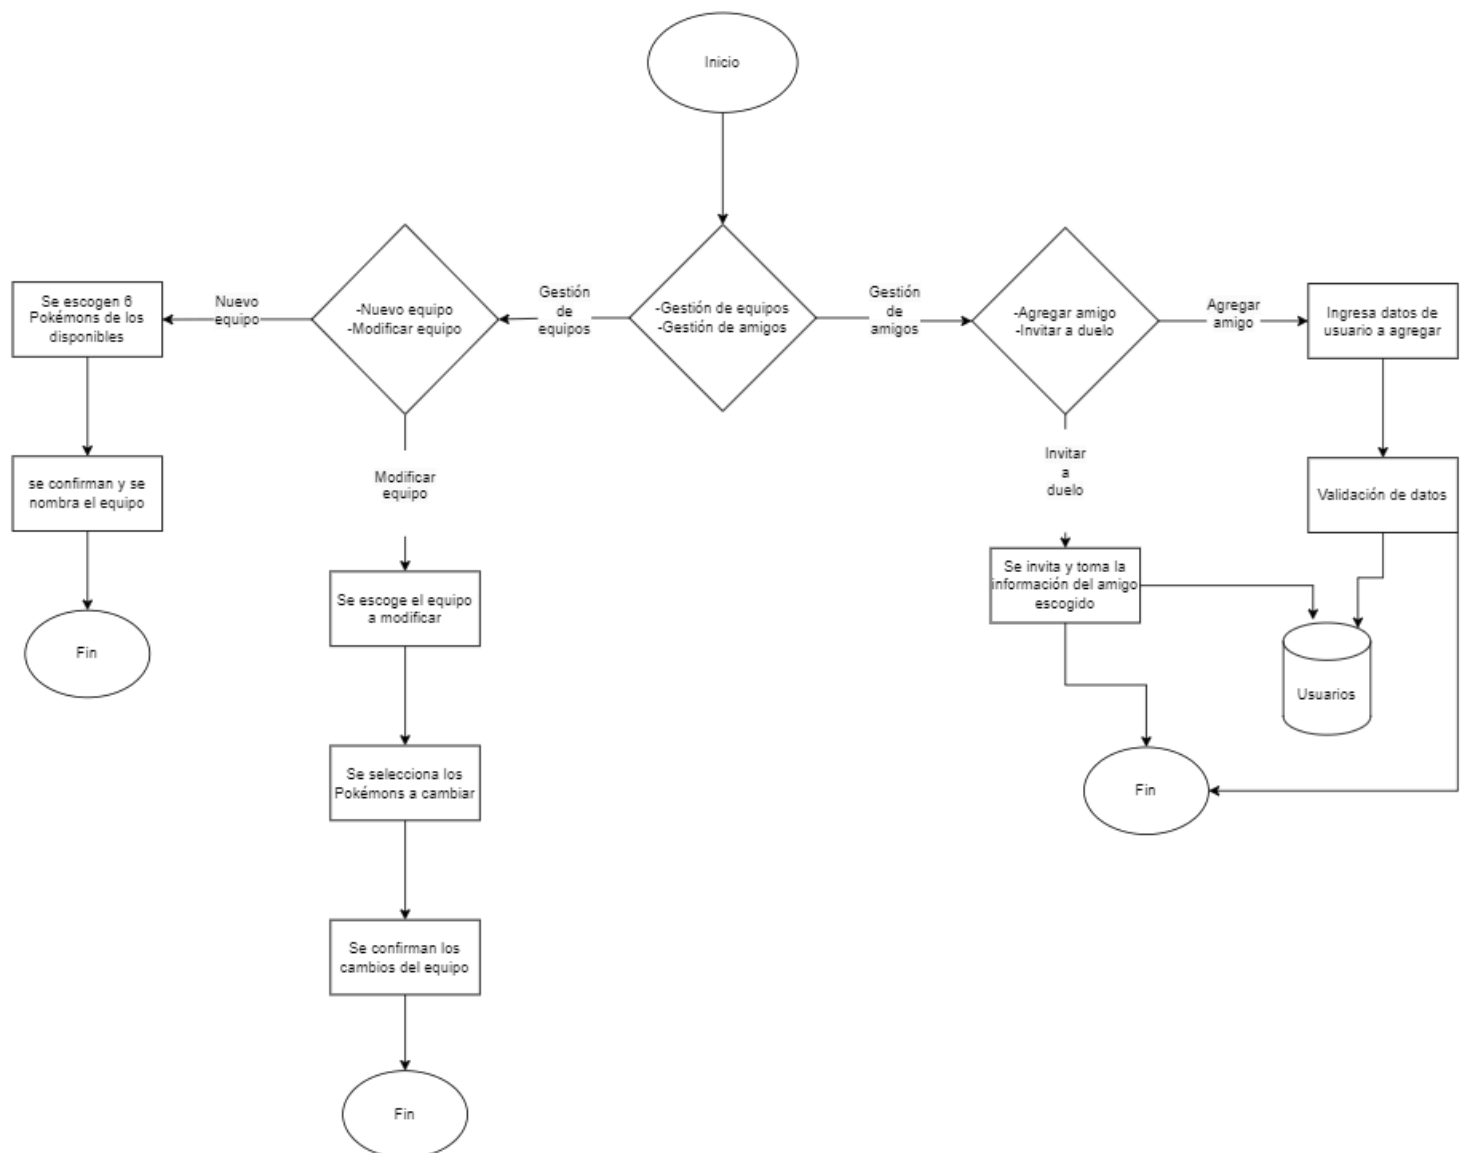 Inicio
-Gestión de equipos
-Gestión de amigos
Gestión
de
equipos
-Nuevo equipo
-Modificar equipo
Nuevo
equipo
Se escogen 6
Pokémons de los
disponibles
se confirman y se
nombra el equipo
Fin
Modificar
equipo
Se escoge el equipo
a modificar
Se selecciona los
Pokémons a cambiar
Se confirman los
cambios del equipo
Fin
Gestión
de
amigos
-Agregar amigo
-Invitar a duelo
Agregar
amigo
Ingresa datos de
usuario a agregar
Validación de datos
Invitar
a
duelo
Se invita y toma la
información del amigo
escogido
Usuarios
Fin